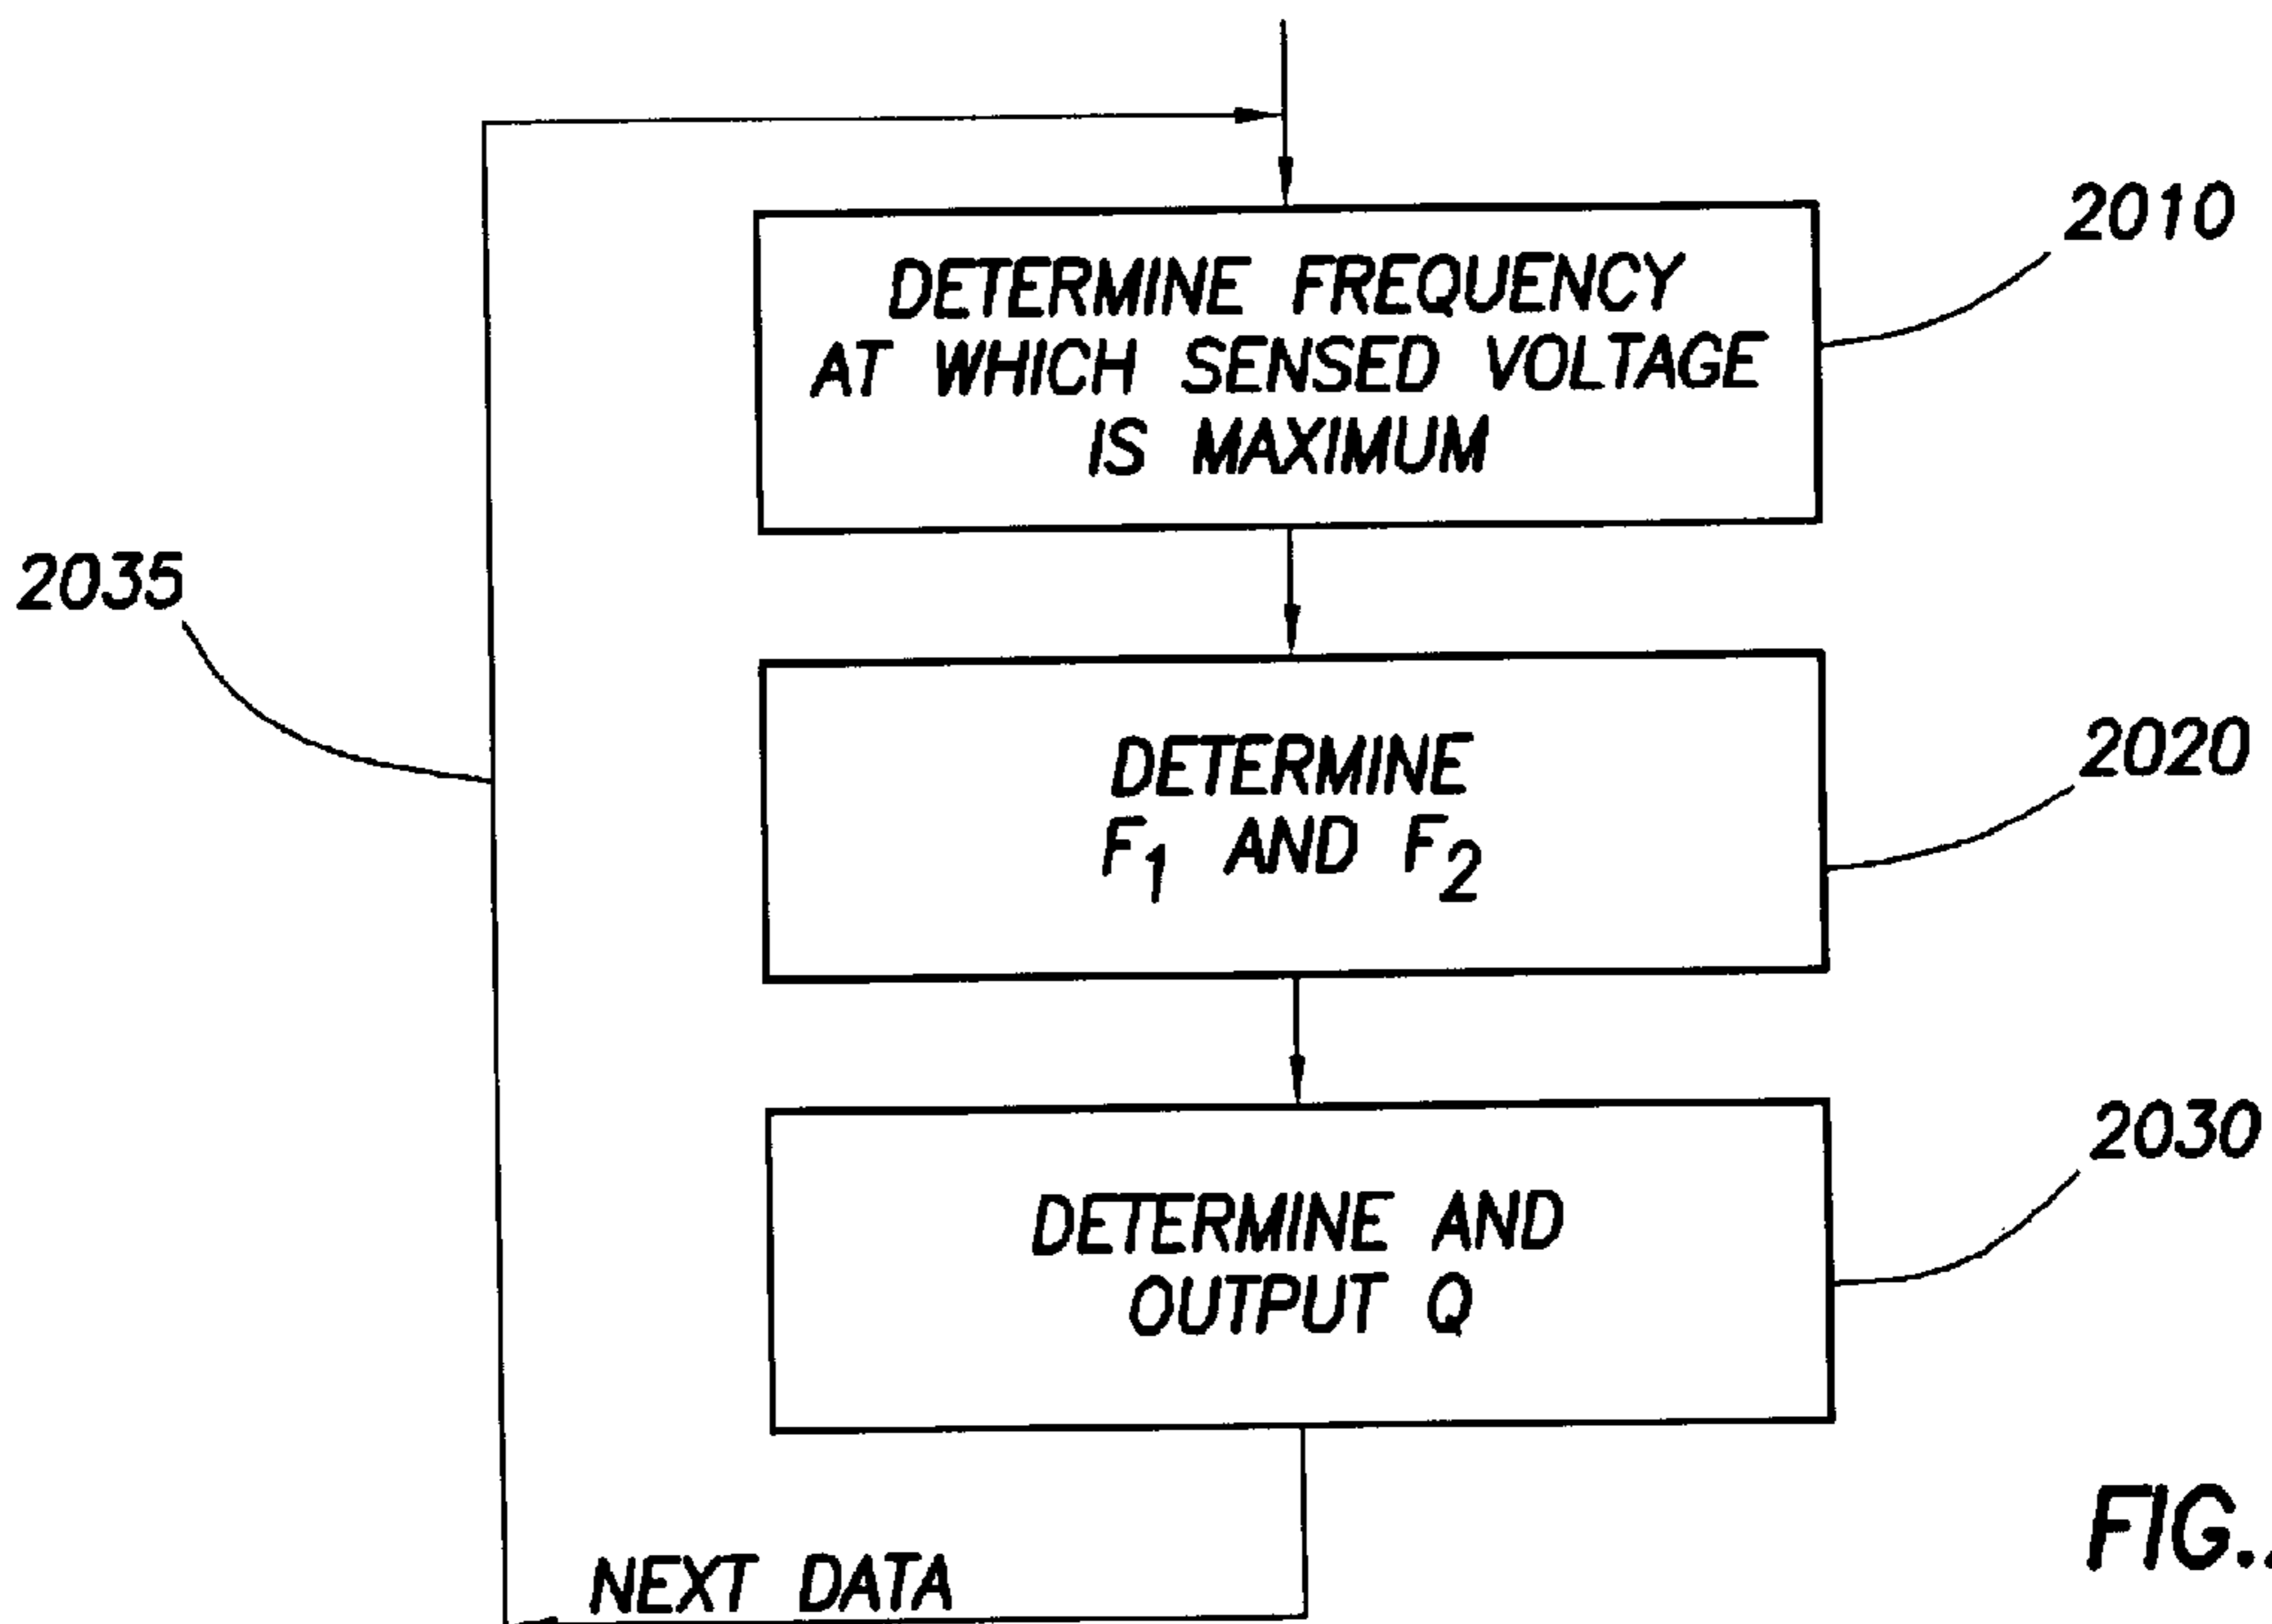 2010
DETERMINE FREQUENCY
AT WHICH SENSED VOLTAGE
IS MAXIMUM
2035
2020
DETERMINE
F1 AND F2
2030
DETERMINE AND
OUTPUT Q
FIG.
NEXT DATA